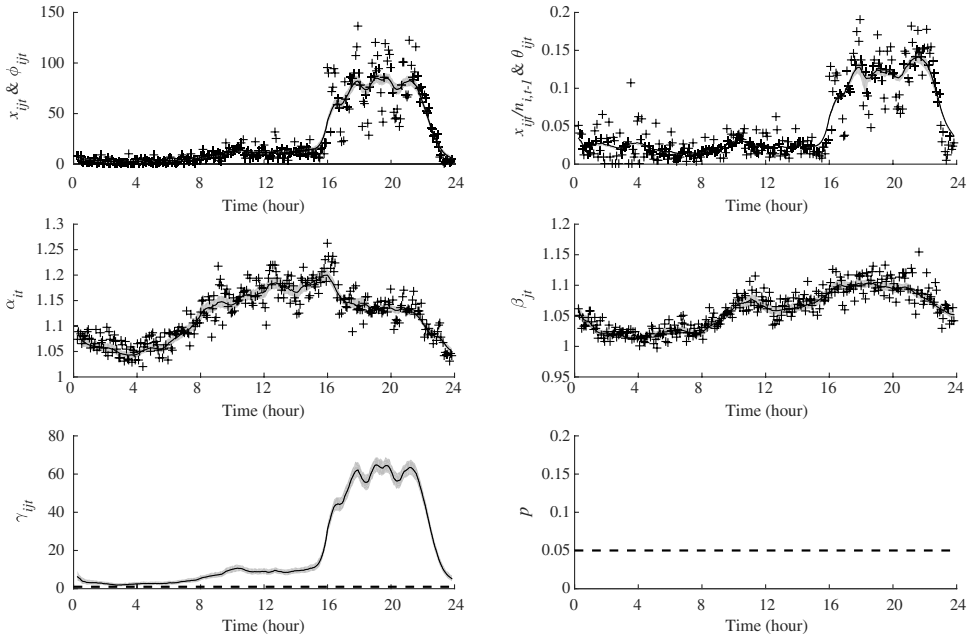 150
100
50
0
x_ijt & ϕ_ijt
0 4 8 12 16 20 24
Time (hour)
0.2
0.15
0.1
0.05
0
x_ijt/n_i,t-1 & θ_ijt
0 4 8 12 16 20 24
Time (hour)
1.3
1.25
1.2
1.15
1.1
1.05
1
α_it
0 4 8 12 16 20 24
Time (hour)
1.2
1.15
1.1
1.05
1
0.95
β_jt
0 4 8 12 16 20 24
Time (hour)
80
60
40
20
0
γ_ijt
0 4 8 12 16 20 24
Time (hour)
0.2
0.15
0.1
0.05
0
p
0 4 8 12 16 20 24
Time (hour)